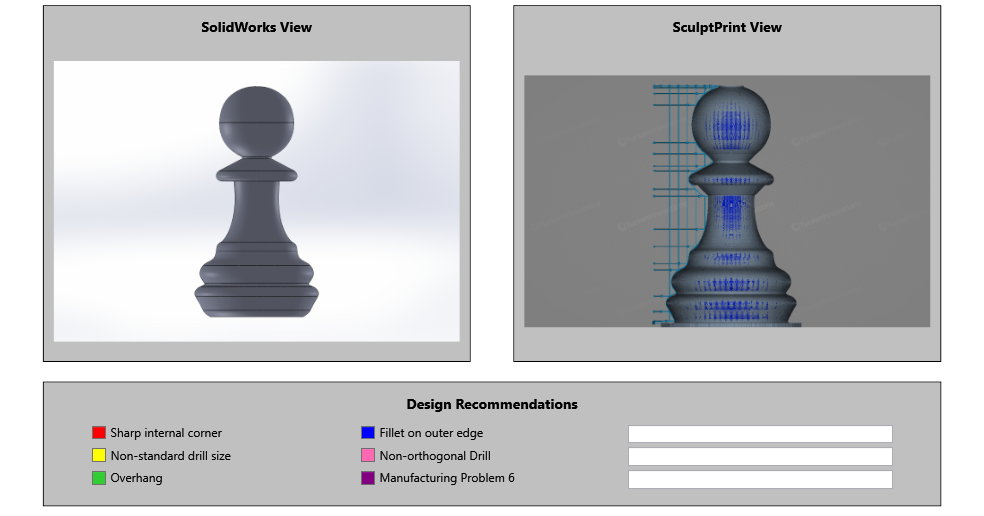 SolidWorks View
SculptPrint View
Design Recommendations
Sharp internal corner
Fillet on outer edge
Non-standard drill size
Non-orthogonal Drill
Overhang
Manufacturing Problem 6